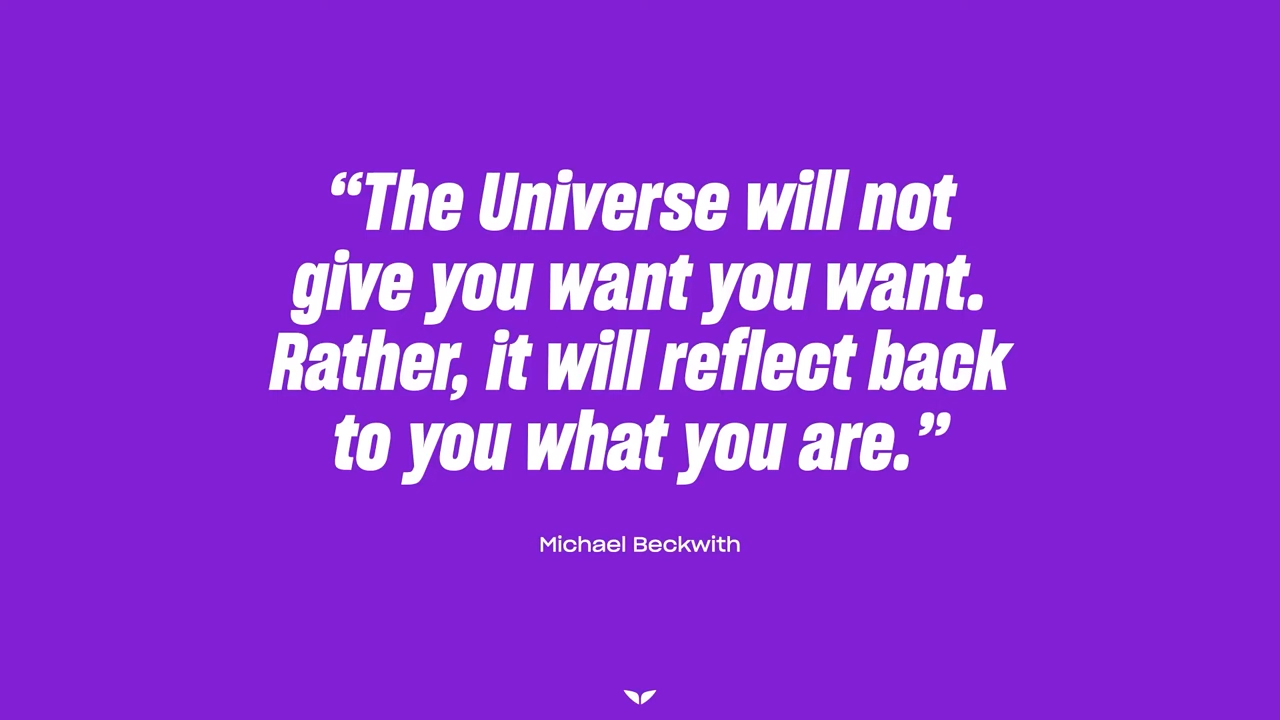 “The Universe will not
give you want you want.
Rather, it will reflect back
to you what you are.”
Michael Beckwith